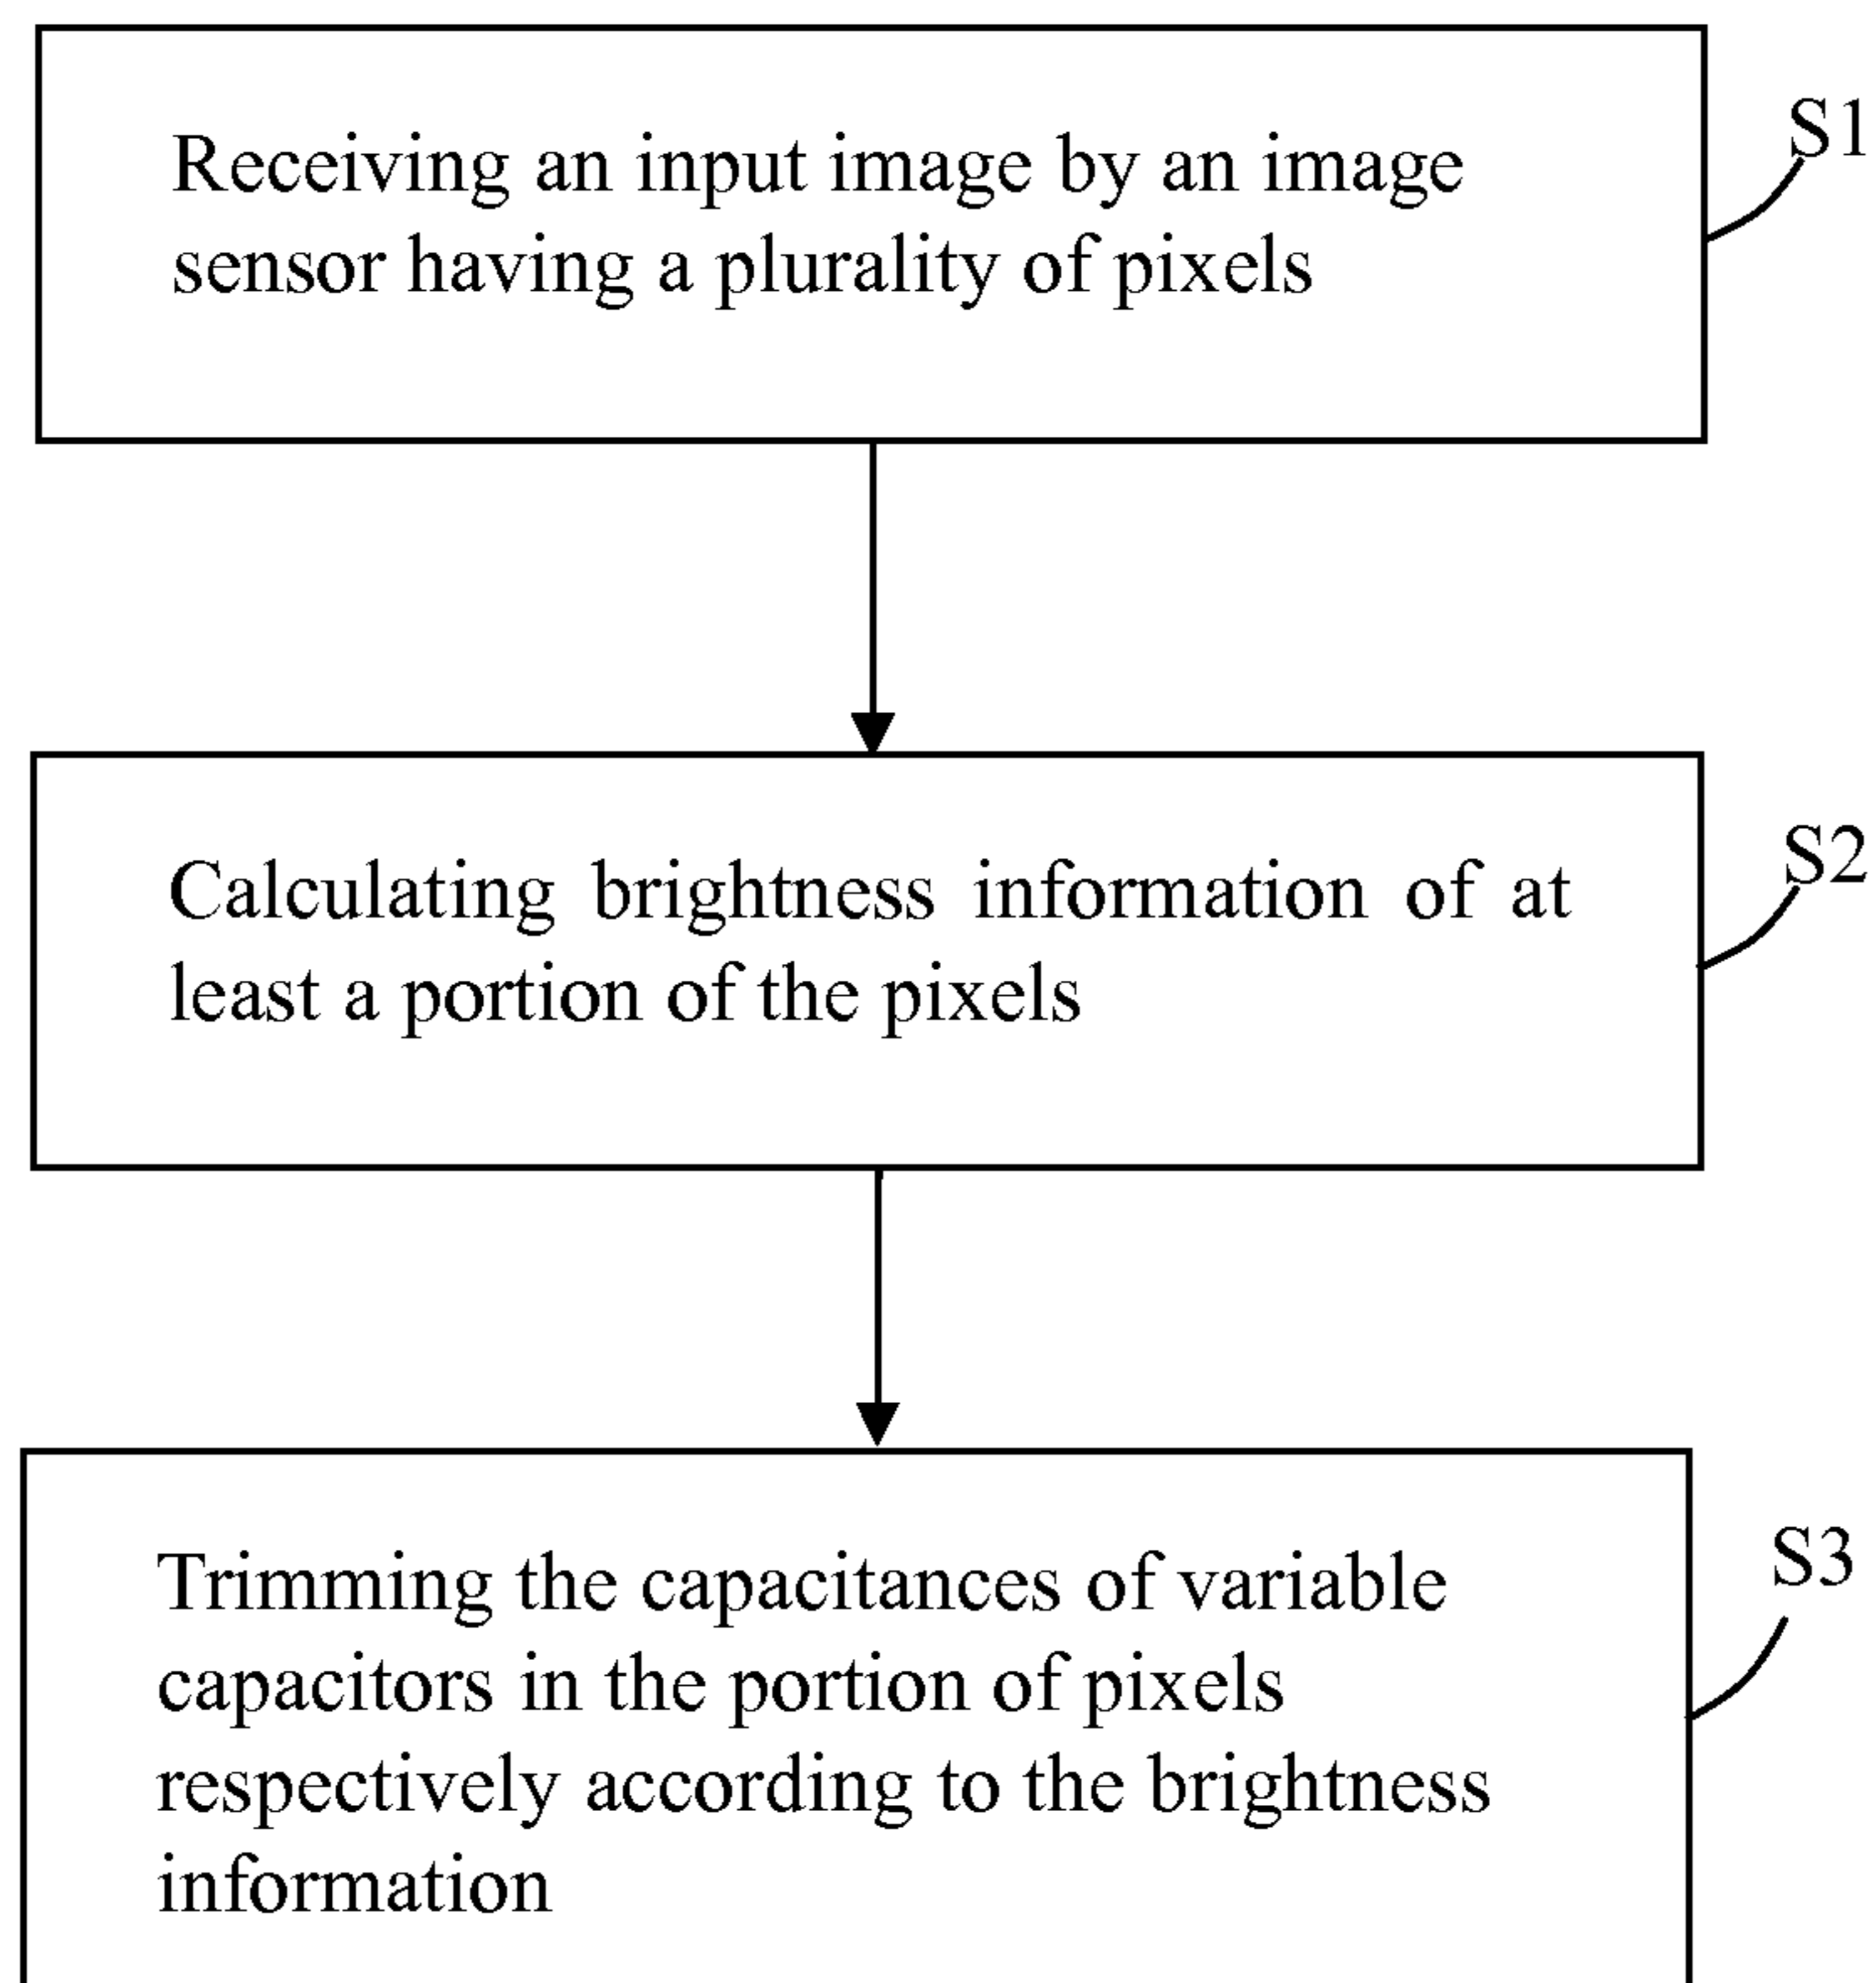 Receiving an input image by an image
sensor having a plurality of pixels
S1
Calculating brightness information of at
least a portion of the pixels
S2
Trimming the capacitances of variable
capacitors in the portion of pixels
respectively according to the brightness
information
S3